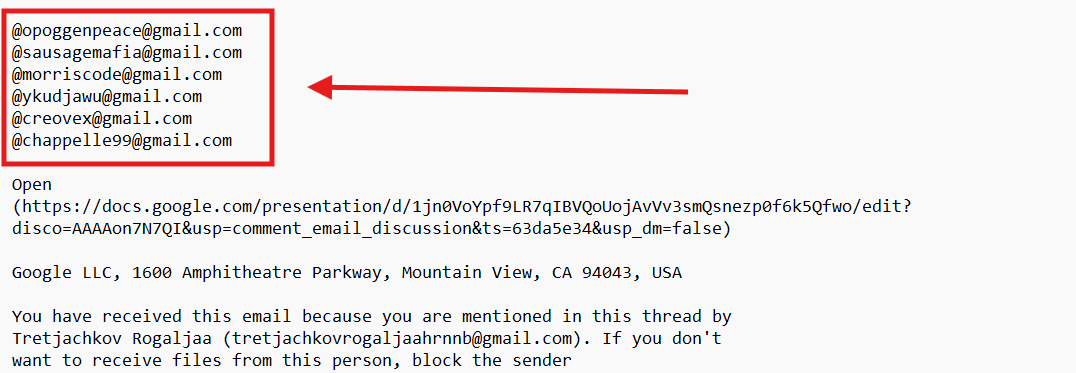 @opoggenpeace@gmail.com
@sausagemafia@gmail.com
@morriscode@gmail.com
@ykudjawu@gmail.com
@creovex@gmail.com
@chappelle99@gmail.com
Open
(https://docs.google.com/presentation/d/1jn0VoYpf9LR7qIBVQoUojAvVv3smQsnezp0f6k5Qfwo/edit?
disco=AAAAon7N7QI&usp=comment_email_discussion&ts=63da5e34&usp_dm=false)
Google LLC, 1600 Amphitheatre Parkway, Mountain View, CA 94043, USA
You have received this email because you are mentioned in this thread by
Tretjachkov Rogaljaa (tretjachkovrogaljaahrnnb@gmail.com). If you don't
want to receive files from this person, block the sender